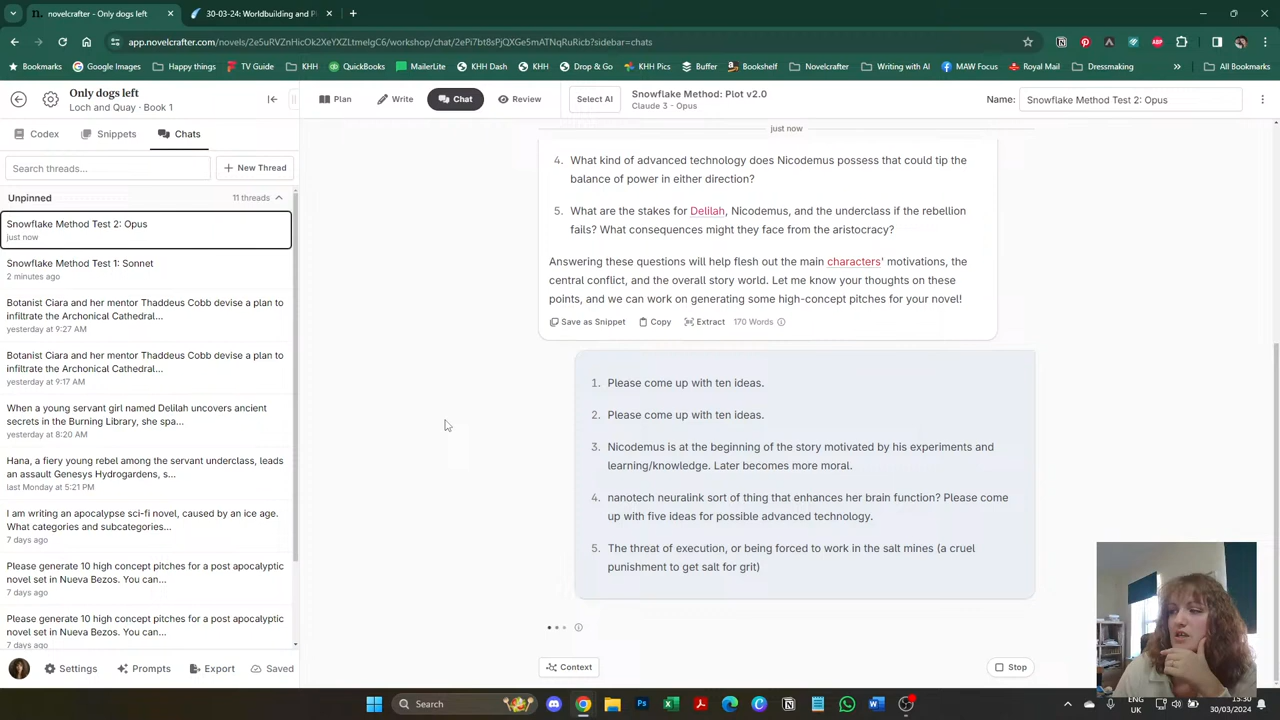 novelcrafter - Only dogs left
30-03-24: Worldbuilding and P
app.novelcrafter.com/novels/2e5uRVZnHicOk2XeYXZLtmelgC6/workshop/chat/2ePi7bt8sPjQXGe5mATNqRuRicb?sidebar=chats
Bookmarks
Google Images
Happy things
TV Guide
KHH
QuickBooks
MailerLite
KHH Dash
KHH
Drop & Go
KHH Pics
Buffer
Bookshelf
Novelcrafter
Writing with AI
MAW Focus
Rad Room
Dressmaking
All Bookmarks
Only dogs left
Loch and Quay - Book 1
Plan
Write
Chat
Review
Select AI
Snowflake Method: Plot v2.0
Claude 3 - Opus
Name:
Snowflake Method Test 2: Opus
Codex
Snippets
Chats
Search threads...
+ New Thread
Unpinned
11 threads
Snowflake Method Test 2: Opus
just now
Snowflake Method Test 1: Sonnet
2 minutes ago
Botanist Ciara and her mentor Thaddeus Cobb devise a plan to
infiltrate the Archonical Cathedral...
yesterday at 9:27 AM
Botanist Ciara and her mentor Thaddeus Cobb devise a plan to
infiltrate the Archonical Cathedral...
yesterday at 9:17 AM
When a young servant girl named Delilah uncovers ancient
secrets in the Burning Library, she spa...
yesterday at 8:20 AM
Hana, a fiery young rebel among the servant underclass, leads
an assault Genesys Hydrogardens, s...
last Monday at 5:21 PM
I am writing an apocalypse sci-fi novel, caused by an ice age.
What categories and subcategories...
7 days ago
Please generate 10 high concept pitches for a post apocalyptic
novel set in Nueva Bezos. You can...
7 days ago
Please generate 10 high concept pitches for a post apocalyptic
novel set in Nueva Bezos. You can...
7 days ago
Settings
Prompts
Export
Saved
just now
4. What kind of advanced technology does Nicodemus possess that could tip the
balance of power in either direction?
5. What are the stakes for Delilah, Nicodemus, and the underclass if the rebellion
fails? What consequences might they face from the aristocracy?
Answering these questions will help flesh out the main characters' motivations, the
central conflict, and the overall story world. Let me know your thoughts on these
points, and we can work on generating some high-concept pitches for your novel!
Save as Snippet
Copy
Extract
170 Words
1. Please come up with ten ideas.
2. Please come up with ten ideas.
3. Nicodemus is at the beginning of the story motivated by his experiments and
learning/knowledge. Later becomes more moral.
4. nanotech neuralink sort of thing that enhances her brain function? Please come
up with five ideas for possible advanced technology.
5. The threat of execution, or being forced to work in the salt mines (a cruel
punishment to get salt for grit)
Context
Stop
Search
ENG
UK
15:30
30/03/2024